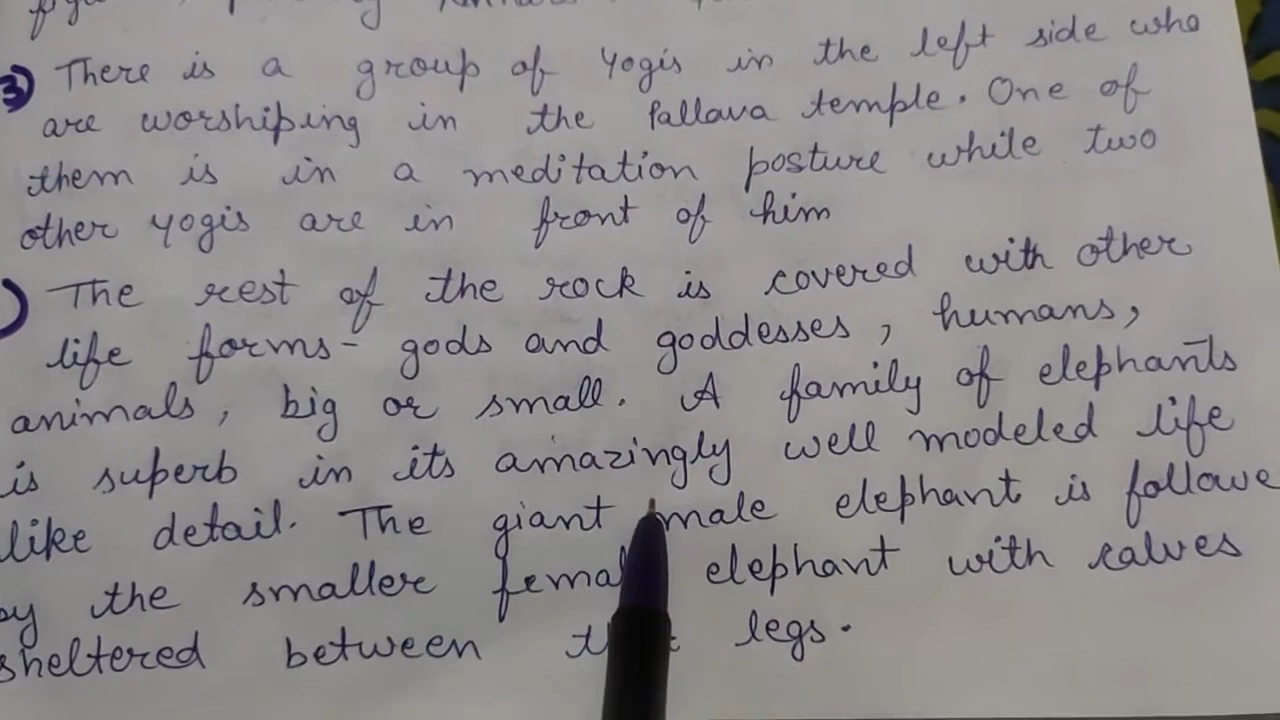 3) There is a group of yogis in the left side who
are worshiping in the Pallava temple. One of
them is in a meditation posture while two
other yogis are in front of him
) The rest of the rock is covered with other
life forms- gods and goddesses, humans,
animals, big or small. A family of elephants
is superb in its amazingly well modeled life
like detail. The giant male elephant is followe
by the smaller elephant with calves
sheltered between legs.